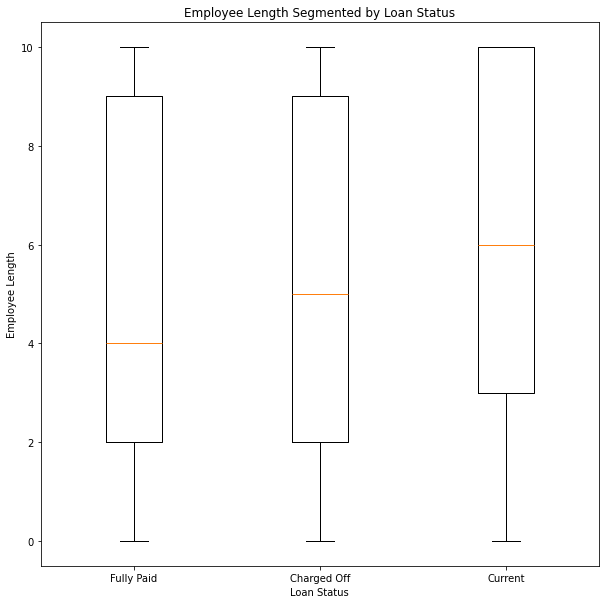 Employee Length Segmented by Loan Status
10
8
6
4
2
0
Employee Length
Fully Paid
Charged Off
Current
Loan Status